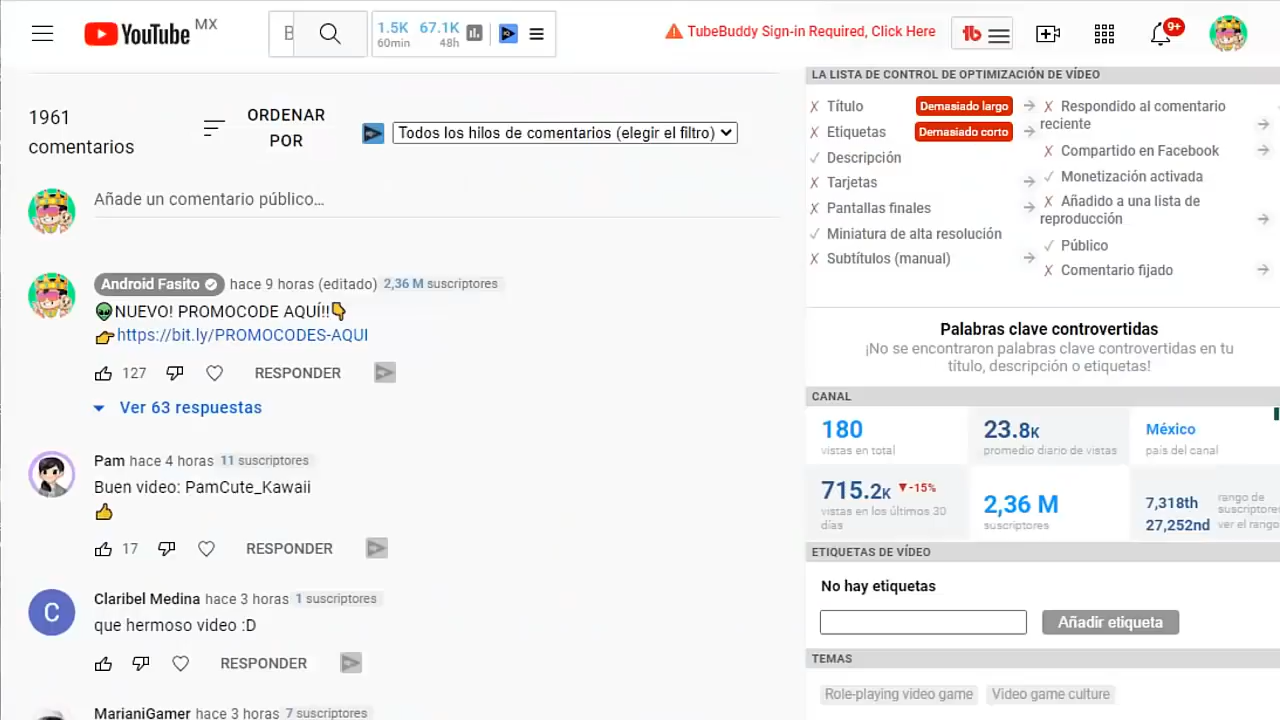 YouTube MX
1.5K 67.1K
60min 48h
TubeBuddy Sign-in Required, Click Here
tb
9+
1961
comentarios
ORDENAR
POR
Todos los hilos de comentarios (elegir el filtro)
Añade un comentario público...
Android Fasito hace 9 horas (editado) 2,36 M suscriptores
👽NUEVO! PROMOCODE AQUÍ!!👇
👉https://bit.ly/PROMOCODES-AQUI
127 RESPONDER
Ver 63 respuestas
Pam hace 4 horas 11 suscriptores
Buen video: PamCute_Kawaii
👍
17 RESPONDER
C
Claribel Medina hace 3 horas 1 suscriptores
que hermoso video :D
RESPONDER
MarianiGamer hace 3 horas 7 suscriptores
LA LISTA DE CONTROL DE OPTIMIZACIÓN DE VÍDEO
✗ Título Demasiado largo
✗ Etiquetas Demasiado corto
✓ Descripción
✗ Tarjetas
✗ Pantallas finales
✓ Miniatura de alta resolución
✗ Subtítulos (manual)
✗ Respondido al comentario
reciente
✗ Compartido en Facebook
✓ Monetización activada
✗ Añadido a una lista de
reproducción
✓ Público
✗ Comentario fijado
Palabras clave controvertidas
¡No se encontraron palabras clave controvertidas en tu
título, descripción o etiquetas!
CANAL
180
vistas en total
23.8K
promedio diario de vistas
México
país del canal
715.2K ▼-15%
vistas en los últimos 30
días
2,36 M
suscriptores
7,318th rango de
suscriptores
27,252nd ver el rango
ETIQUETAS DE VÍDEO
No hay etiquetas
Añadir etiqueta
TEMAS
Role-playing video game Video game culture